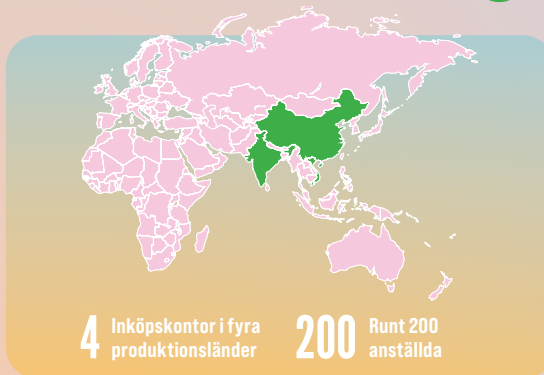 4 Inköpskontor i fyra
produktionsländer
200 Runt 200
anställda